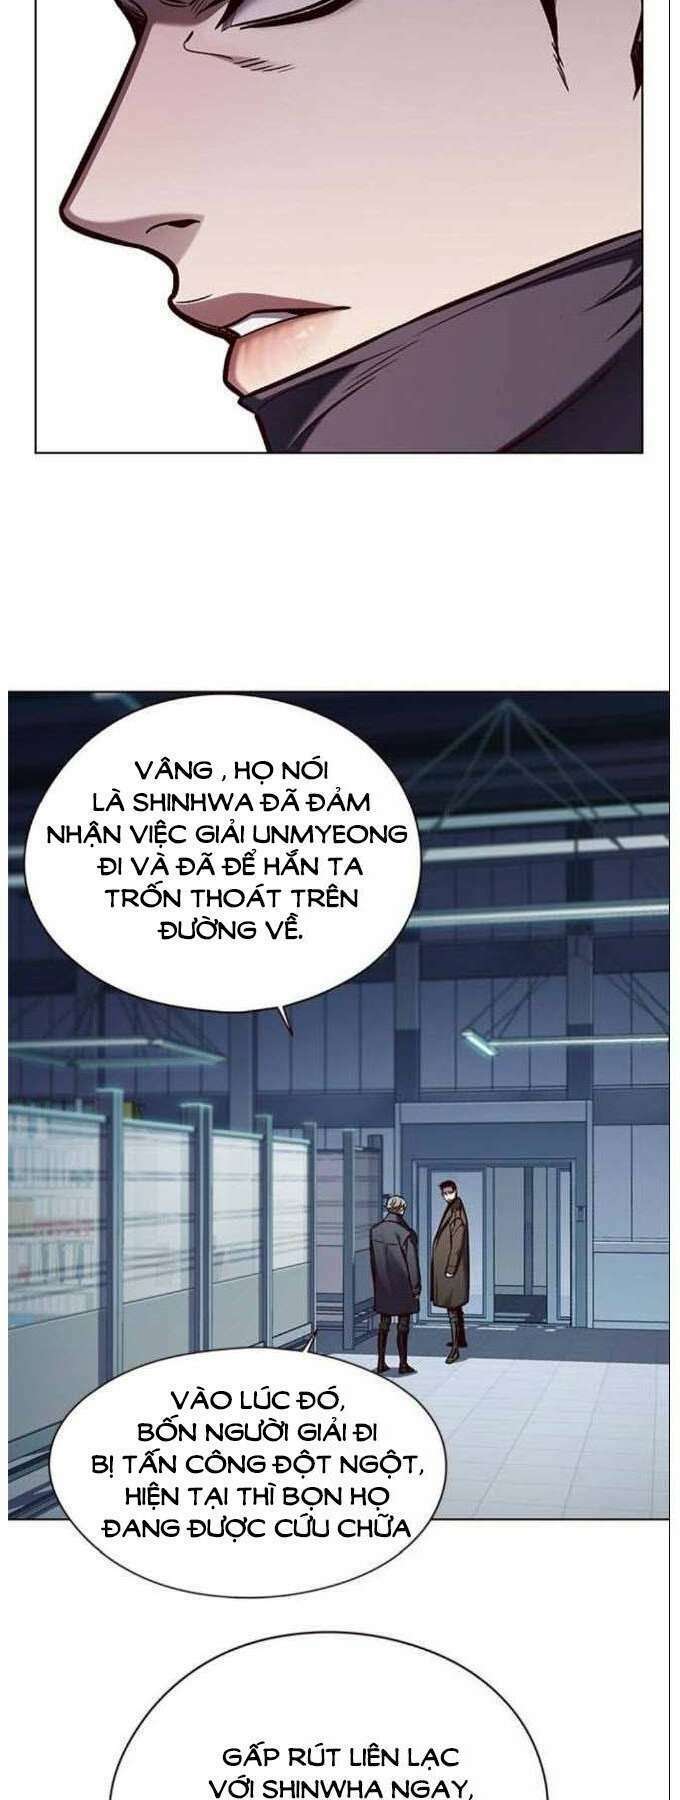 VÂNG , HỌ NÓI
LÀ SHINHWA ĐÃ ĐẢM
NHẬN VIỆC GIẢI UNMYEONG
ĐI VÀ ĐÃ ĐỂ HẮN TA
TRỐN THOÁT TRÊN
ĐƯỜNG VỀ.
VÀO LÚC ĐÓ,
BỐN NGƯỜI GIẢI ĐI
BỊ TẤN CÔNG ĐỘT NGỘT,
HIỆN TẠI THÌ BỌN HỌ
ĐANG ĐƯỢC CỨU CHỮA
GẤP RÚT LIÊN LẠC
VỚI SHINWHA NGAY,